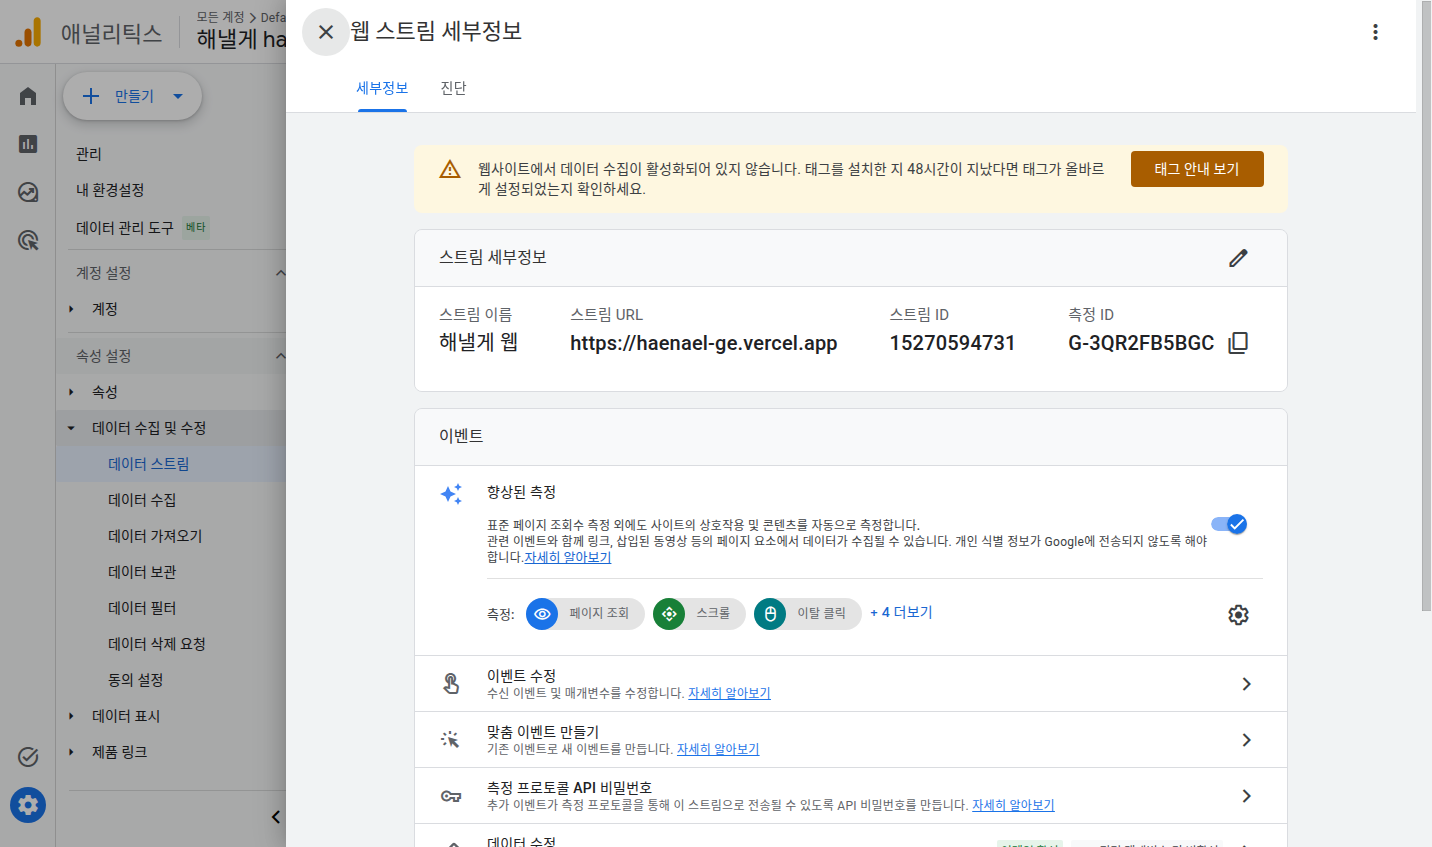 애널리틱스
모든 계정 > Defa
해낼게 ha
만들기
관리
내 환경설정
데이터 관리 도구 베타
계정 설정
계정
속성 설정
속성
데이터 수집 및 수정
데이터 스트림
데이터 수집
데이터 가져오기
데이터 보관
데이터 필터
데이터 삭제 요청
동의 설정
데이터 표시
제품 링크
웹 스트림 세부정보
세부정보 진단
웹사이트에서 데이터 수집이 활성화되어 있지 않습니다. 태그를 설치한 지 48시간이 지났다면 태그가 올바르
게 설정되었는지 확인하세요.
태그 안내 보기
스트림 세부정보
스트림 이름 스트림 URL 스트림 ID 측정 ID
해낼게 웹 https://haenael-ge.vercel.app 15270594731 G-3QR2FB5BGC
이벤트
향상된 측정
표준 페이지 조회수 측정 외에도 사이트의 상호작용 및 콘텐츠를 자동으로 측정합니다.
관련 이벤트와 함께 링크, 삽입된 동영상 등의 페이지 요소에서 데이터가 수집될 수 있습니다. 개인 식별 정보가 Google에 전송되지 않도록 해야
합니다.자세히 알아보기
측정: 페이지 조회 스크롤 이탈 클릭 + 4 더보기
이벤트 수정
수신 이벤트 및 매개변수를 수정합니다. 자세히 알아보기
맞춤 이벤트 만들기
기존 이벤트로 새 이벤트를 만듭니다. 자세히 알아보기
측정 프로토콜 API 비밀번호
추가 이벤트가 측정 프로토콜을 통해 이 스트림으로 전송될 수 있도록 API 비밀번호를 만듭니다. 자세히 알아보기
데이터 수정